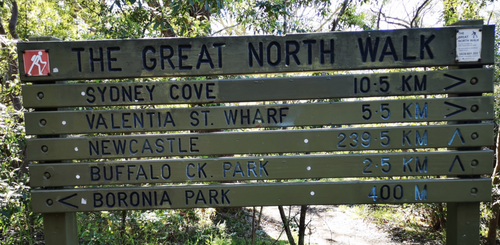 THE GREAT NORTH WALK
SYDNEY COVE 10·5 KM >
VALENTIA ST. WHARF 5·5 KM >
NEWCASTLE 239·5 KM ^
BUFFALO CK. PARK 2·5 KM ^
< BORONIA PARK 400 M